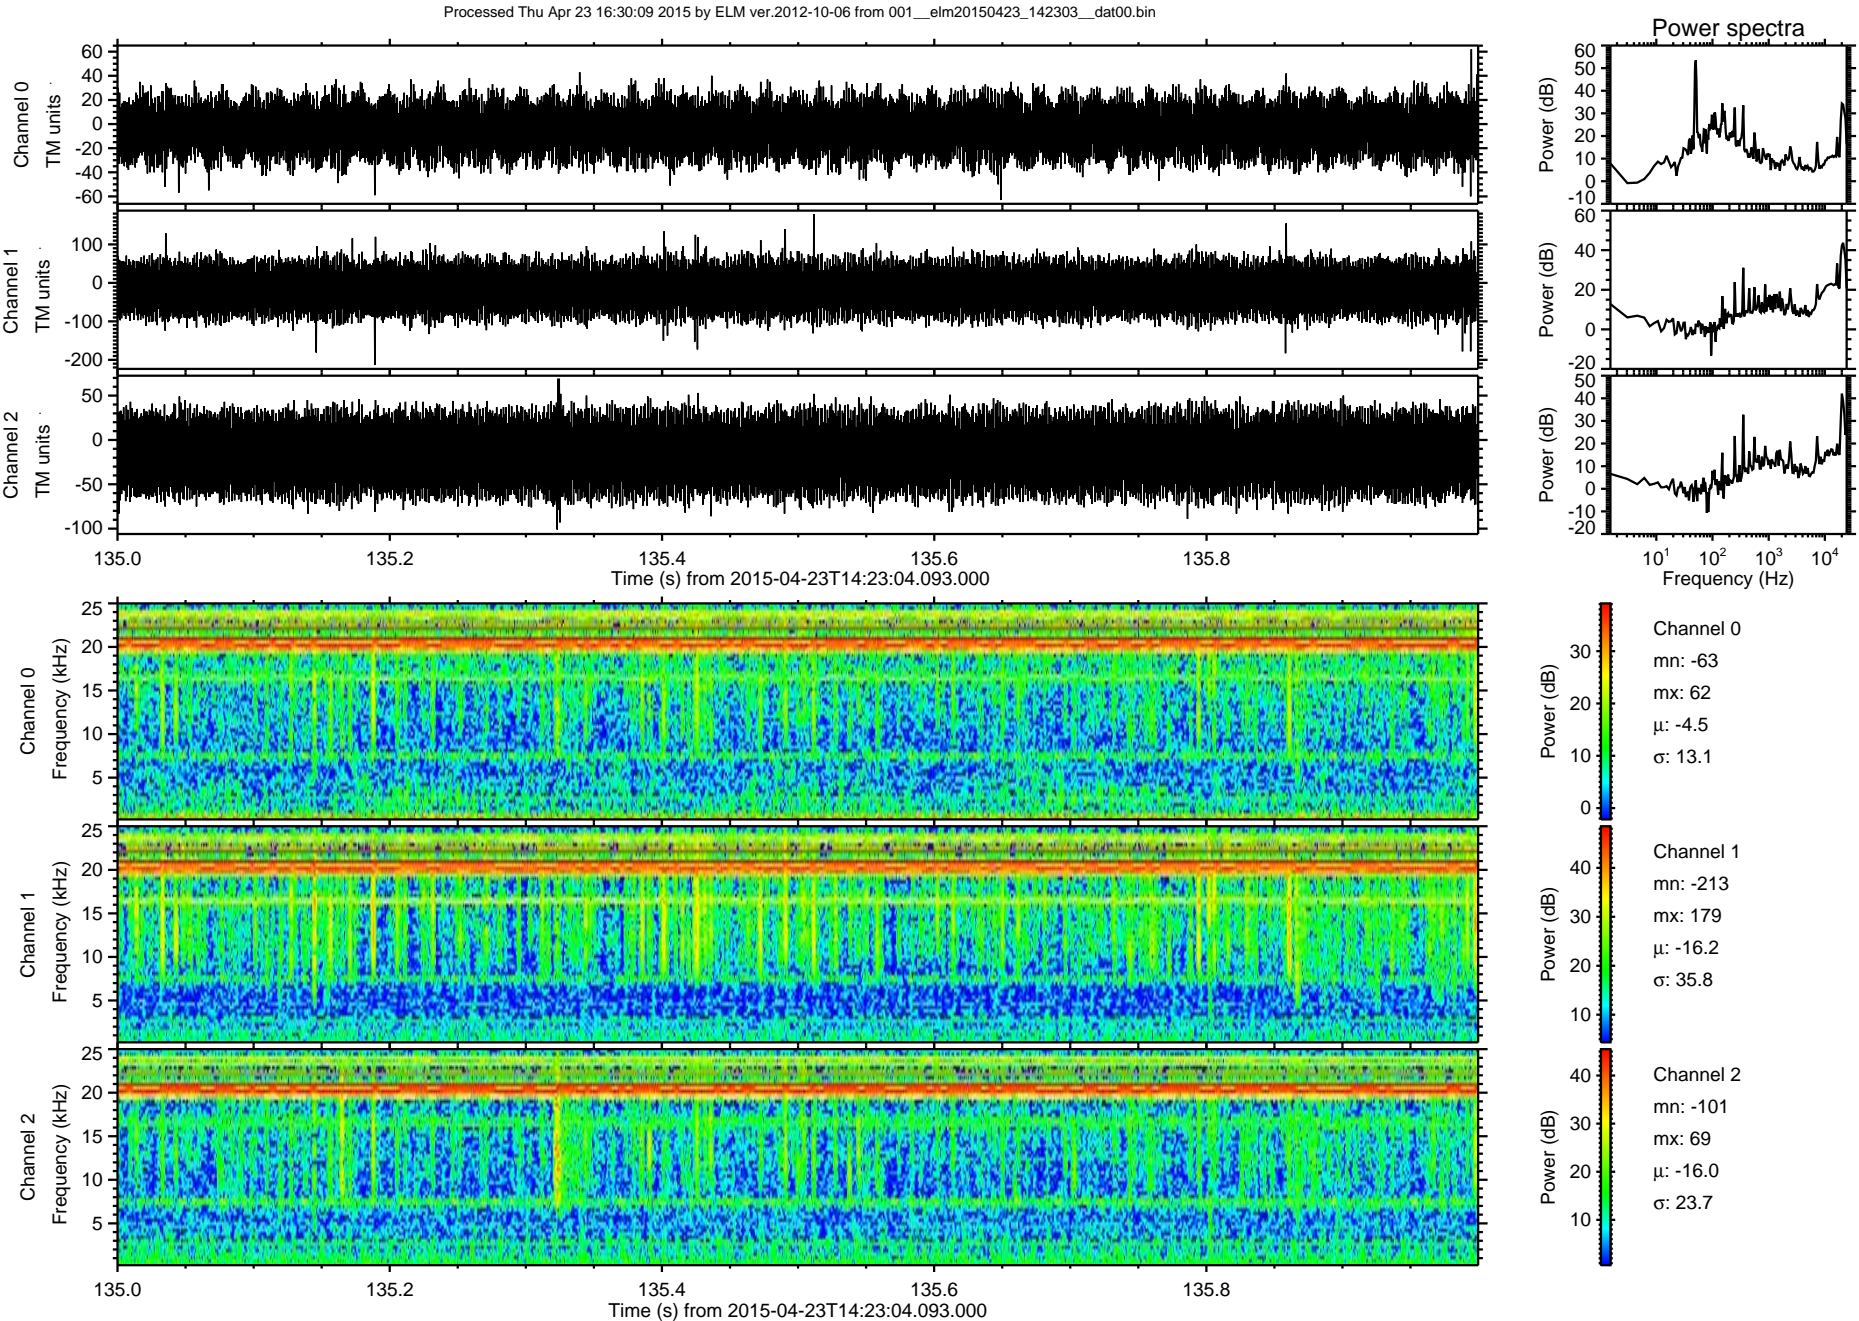 Processed Thu Apr 23 16:30:09 2015 by ELM ver.2012-10-06 from 001__elm20150423_142303__dat00.bin
Power spectra
Channel 0
TM units
60
40
20
0
-20
-40
-60
Power (dB)
60
50
40
30
20
10
0
-10
Channel 1
TM units
100
0
-100
-200
Power (dB)
60
40
20
0
-20
Channel 2
TM units
50
0
-50
-100
Power (dB)
50
40
30
20
10
0
-10
-20
135.0 135.2 135.4 135.6 135.8
Time (s) from 2015-04-23T14:23:04.093.000
10^1 10^2 10^3 10^4
Frequency (Hz)
Channel 0
Frequency (kHz)
25
20
15
10
5
Power (dB)
30
20
10
0
Channel 0
mn: -63
mx: 62
μ: -4.5
σ: 13.1
Channel 1
Frequency (kHz)
25
20
15
10
5
Power (dB)
40
30
20
10
Channel 1
mn: -213
mx: 179
μ: -16.2
σ: 35.8
Channel 2
Frequency (kHz)
25
20
15
10
5
Power (dB)
40
30
20
10
Channel 2
mn: -101
mx: 69
μ: -16.0
σ: 23.7
135.0 135.2 135.4 135.6 135.8
Time (s) from 2015-04-23T14:23:04.093.000